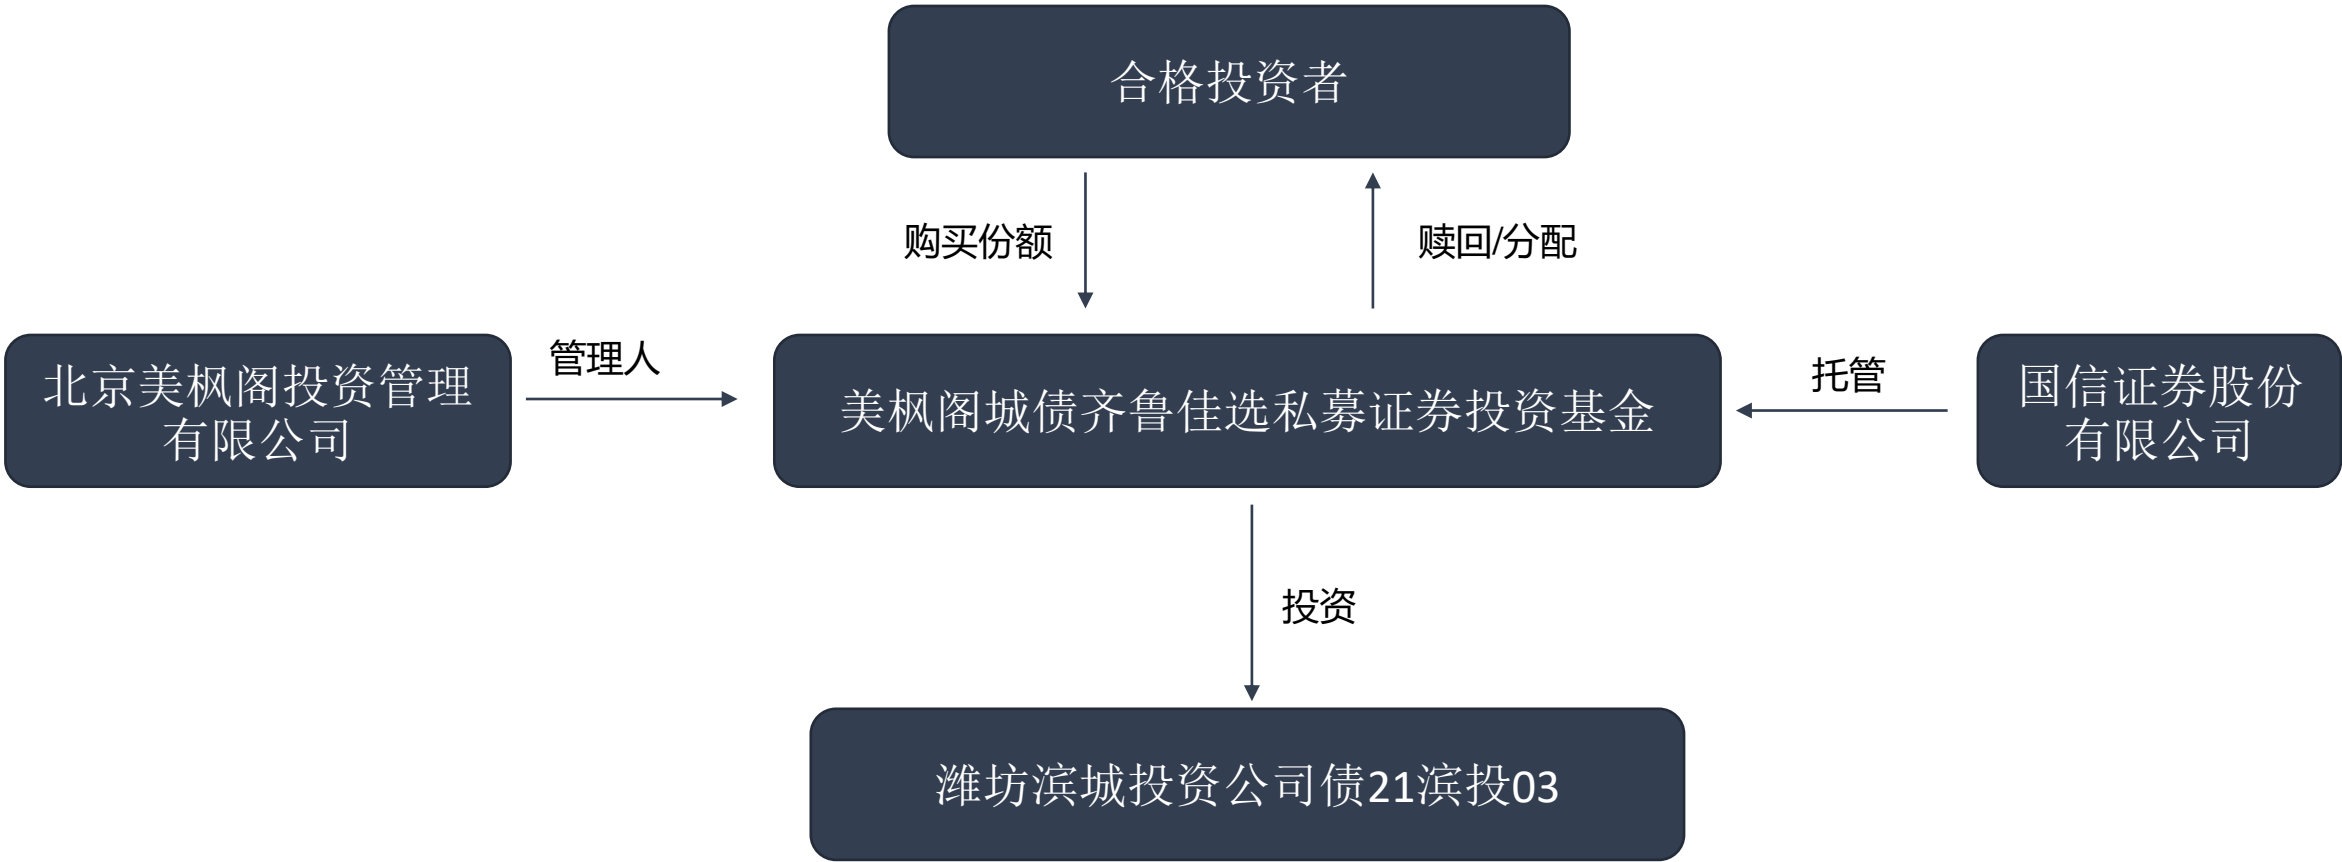 合格投资者
购买份额
赎回/分配
北京美枫阁投资管理
有限公司
管理人
美枫阁城债齐鲁佳选私募证券投资基金
托管
国信证券股份
有限公司
投资
潍坊滨城投资公司债21滨投03